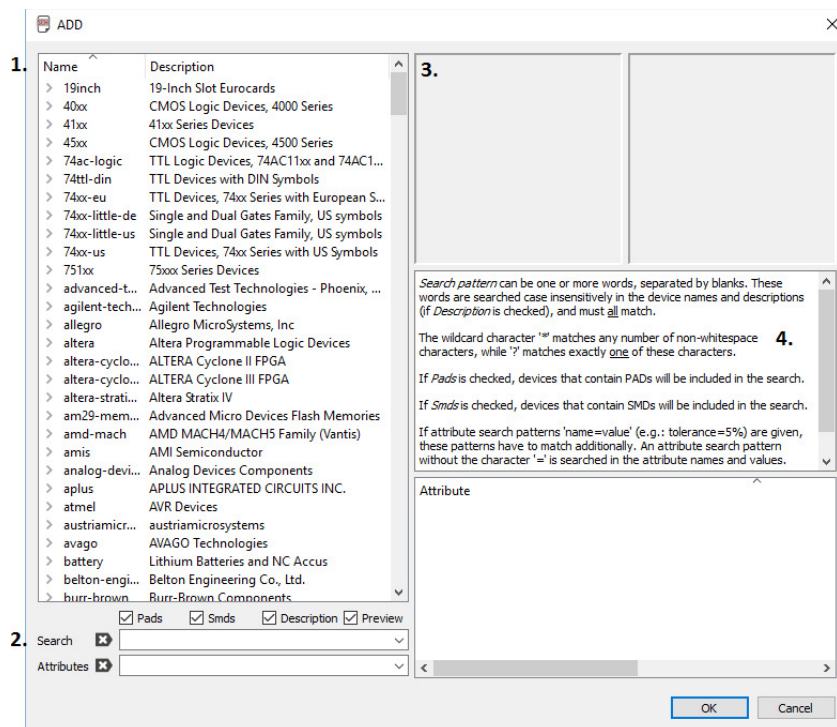 ADD
1.
Name Description
19inch 19-Inch Slot Eurocards
40xx CMOS Logic Devices, 4000 Series
41xx 41xx Series Devices
45xx CMOS Logic Devices, 4500 Series
74ac-logic TTL Logic Devices, 74AC11xx and 74AC1...
74ttl-din TTL Devices with DIN Symbols
74xx-eu TTL Devices, 74xx Series with European S...
74xx-little-de Single and Dual Gates Family, US symbols
74xx-little-us Single and Dual Gates Family, US symbols
74xx-us TTL Devices, 74xx Series with US Symbols
751xx 75xxx Series Devices
advanced-t... Advanced Test Technologies - Phoenix, ...
agilent-tech... Agilent Technologies
allegro Allegro MicroSystems, Inc
altera Altera Programmable Logic Devices
altera-cyclo... ALTERA Cyclone II FPGA
altera-cyclo... ALTERA Cyclone III FPGA
altera-strati... Altera Stratix IV
am29-mem... Advanced Micro Devices Flash Memories
amd-mach AMD MACH4/MACH5 Family (Vantis)
amis AMI Semiconductor
analog-devi... Analog Devices Components
aplus APLUS INTEGRATED CIRCUITS INC.
atmel AVR Devices
austriamicr... austriamicrosystems
avago AVAGO Technologies
battery Lithium Batteries and NC Accus
belton-engi... Belton Engineering Co., Ltd.
burr-brown Burr-Brown Components
Pads Smds Description Preview
2. Search
Attributes
3.
Search pattern can be one or more words, separated by blanks. These
words are searched case insensitively in the device names and descriptions
(if Description is checked), and must all match.
The wildcard character '*' matches any number of non-whitespace
characters, while '?' matches exactly one of these characters.
4.
If Pads is checked, devices that contain PADs will be included in the search.
If Smds is checked, devices that contain SMDs will be included in the search.
If attribute search patterns 'name=value' (e.g.: tolerance=5%) are given,
these patterns have to match additionally. An attribute search pattern
without the character '=' is searched in the attribute names and values.
Attribute
OK Cancel